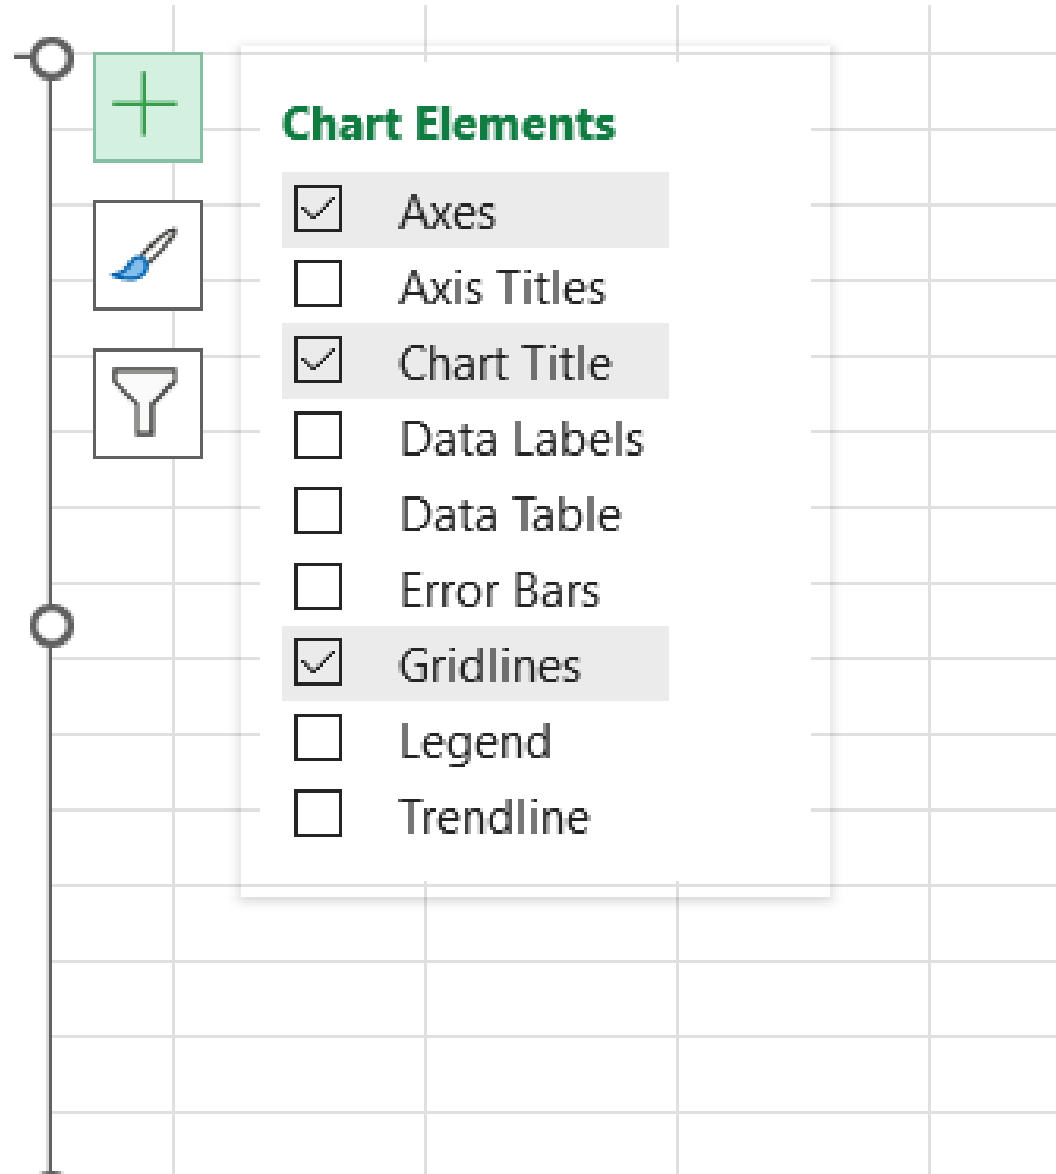 Chart Elements
Axes
Axis Titles
Chart Title
Data Labels
Data Table
Error Bars
Gridlines
Legend
Trendline